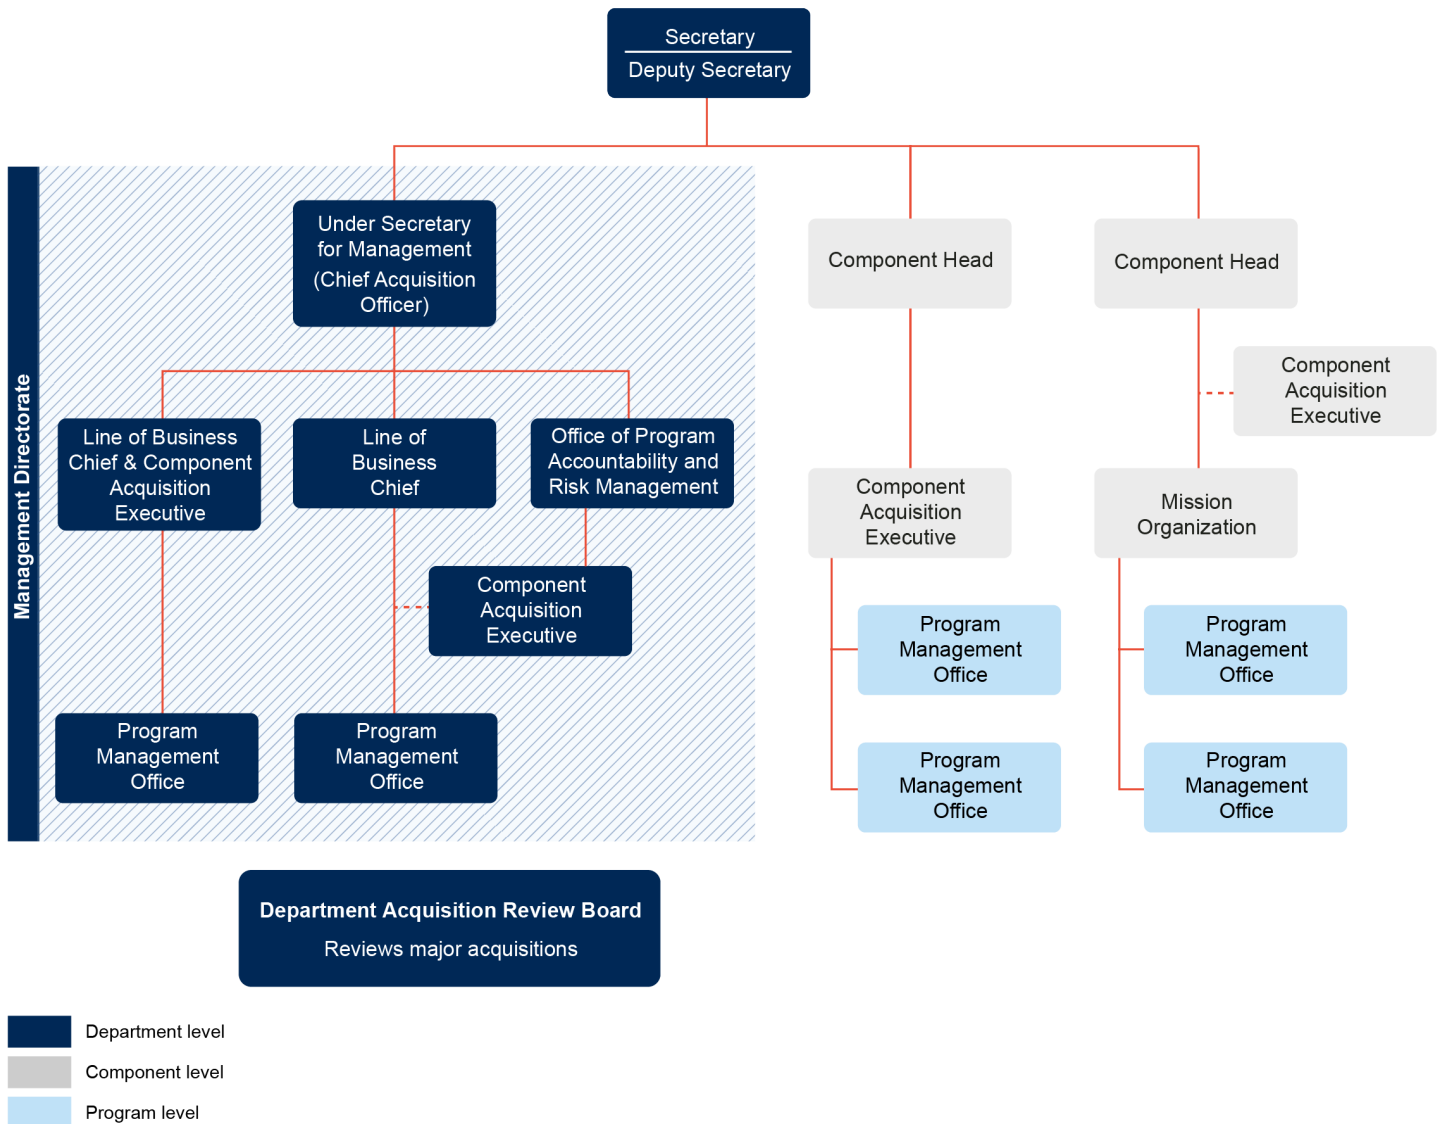 Secretary
Deputy Secretary
Management Directorate
Under Secretary
for Management
(Chief Acquisition
Officer)
Component Head
Component Head
Component
Acquisition
Executive
Line of Business
Chief & Component
Acquisition
Executive
Line of
Business
Chief
Office of Program
Accountability and
Risk Management
Component
Acquisition
Executive
Mission
Organization
Component
Acquisition
Executive
Program
Management
Office
Program
Management
Office
Program
Management
Office
Program
Management
Office
Program
Management
Office
Program
Management
Office
Department Acquisition Review Board
Reviews major acquisitions
Department level
Component level
Program level